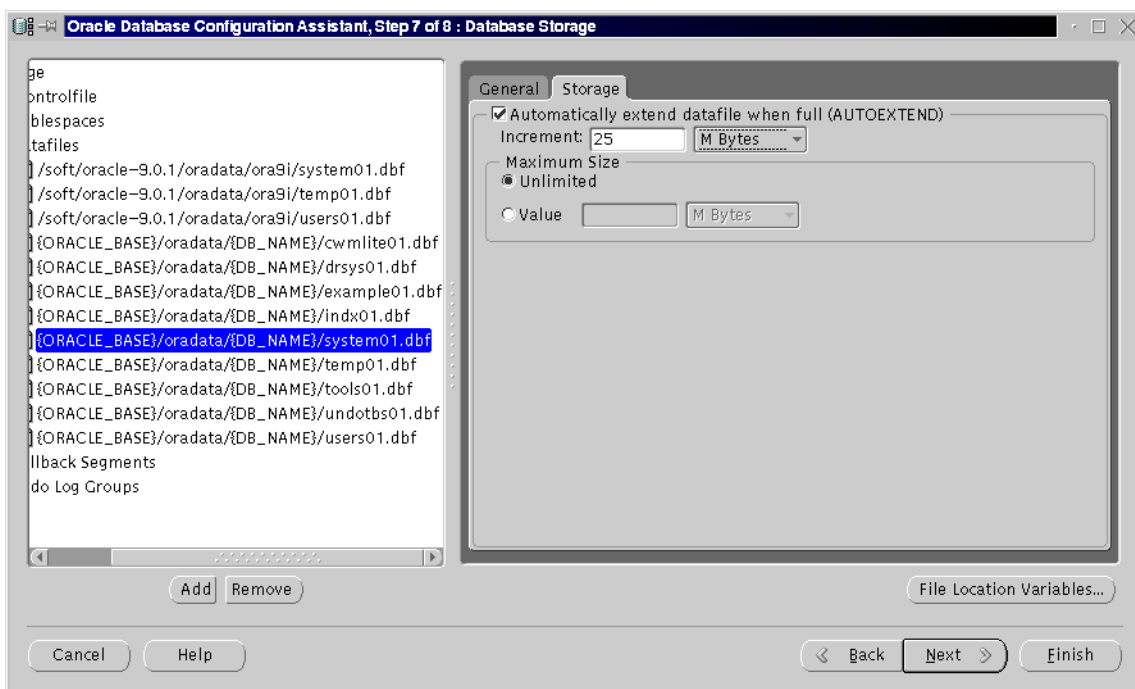 Oracle Database Configuration Assistant, Step 7 of 8 : Database Storage
ge
ontrolfile
blespaces
tafiles
/soft/oracle-9.0.1/oradata/ora9i/system01.dbf
/soft/oracle-9.0.1/oradata/ora9i/temp01.dbf
/soft/oracle-9.0.1/oradata/ora9i/users01.dbf
{ORACLE_BASE}/oradata/{DB_NAME}/cwmlite01.dbf
{ORACLE_BASE}/oradata/{DB_NAME}/drsys01.dbf
{ORACLE_BASE}/oradata/{DB_NAME}/example01.dbf
{ORACLE_BASE}/oradata/{DB_NAME}/indx01.dbf
{ORACLE_BASE}/oradata/{DB_NAME}/system01.dbf
{ORACLE_BASE}/oradata/{DB_NAME}/temp01.dbf
{ORACLE_BASE}/oradata/{DB_NAME}/tools01.dbf
{ORACLE_BASE}/oradata/{DB_NAME}/undotbs01.dbf
{ORACLE_BASE}/oradata/{DB_NAME}/users01.dbf
llback Segments
do Log Groups
Add Remove
General Storage
Automatically extend datafile when full (AUTOEXTEND)
Increment: 25 M Bytes
Maximum Size
Unlimited
Value M Bytes
File Location Variables...
Cancel Help Back Next Finish